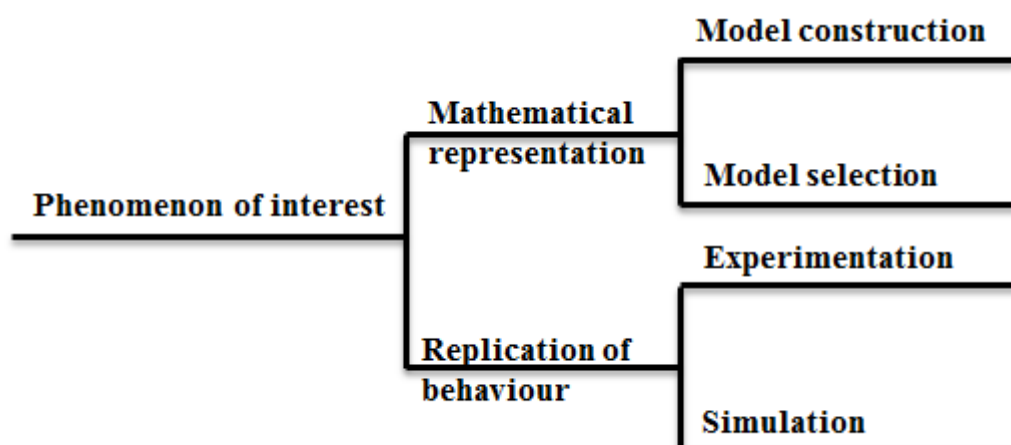 Model construction
Mathematical
representation
Model selection
Phenomenon of interest
Experimentation
Replication of
behaviour
Simulation